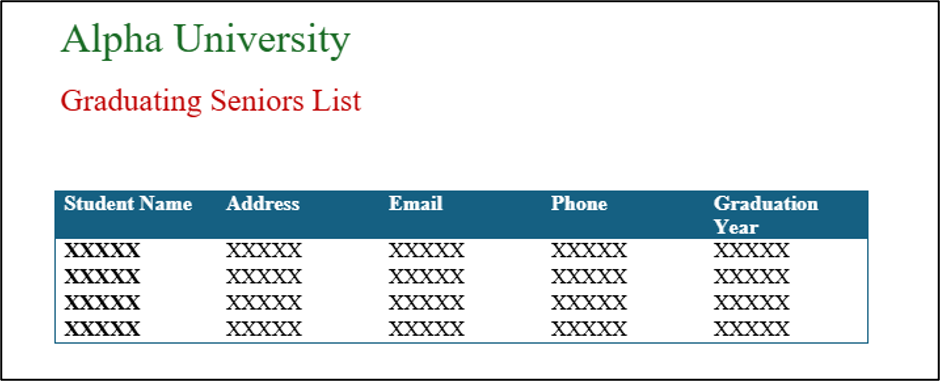 Alpha University
Graduating Seniors List
Student Name Address Email Phone Graduation Year
XXXXX XXXXX XXXXX XXXXX XXXXX
XXXXX XXXXX XXXXX XXXXX XXXXX
XXXXX XXXXX XXXXX XXXXX XXXXX
XXXXX XXXXX XXXXX XXXXX XXXXX